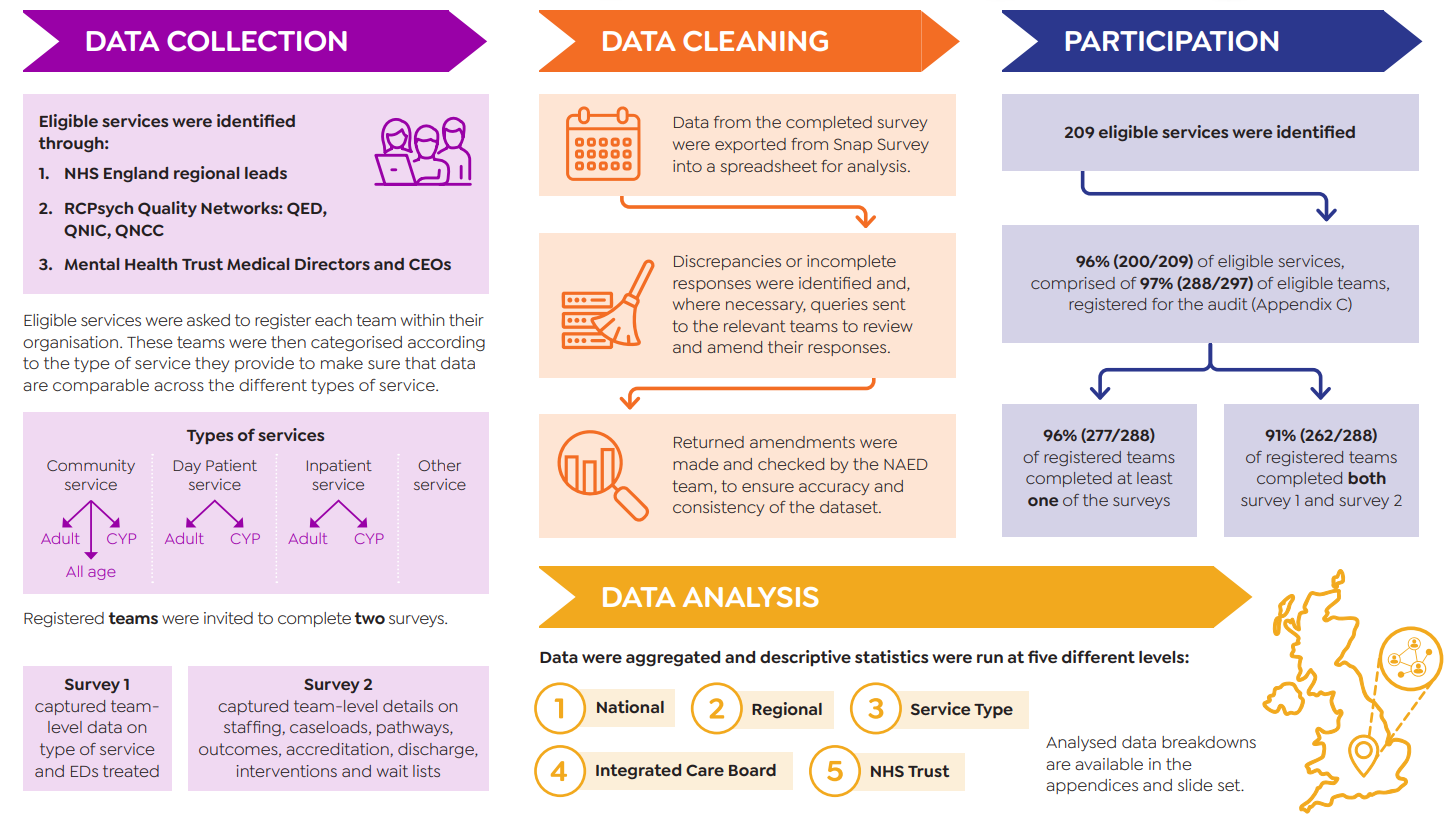 DATA COLLECTION
Eligible services were identified
through:
1. NHS England regional leads
2. RCPsych Quality Networks: QED,
QNIC, QNCC
3. Mental Health Trust Medical Directors and CEOs
Eligible services were asked to register each team within their
organisation. These teams were then categorised according
to the type of service they provide to make sure that data
are comparable across the different types of service.
Types of services
Community
service
Adult
CYP
All age
Day Patient
service
Adult
CYP
Inpatient
service
Adult
CYP
Other
service
Registered teams were invited to complete two surveys.
Survey 1
captured team-
level data on
type of service
and EDs treated
Survey 2
captured team-level details on
staffing, caseloads, pathways,
outcomes, accreditation, discharge,
interventions and wait lists
DATA CLEANING
Data from the completed survey
were exported from Snap Survey
into a spreadsheet for analysis.
Discrepancies or incomplete
responses were identified and,
where necessary, queries sent
to the relevant teams to review
and amend their responses.
Returned amendments were
made and checked by the NAED
team, to ensure accuracy and
consistency of the dataset.
PARTICIPATION
209 eligible services were identified
96% (200/209) of eligible services,
comprised of 97% (288/297) of eligible teams,
registered for the audit (Appendix C)
96% (277/288)
of registered teams
completed at least
one of the surveys
91% (262/288)
of registered teams
completed both
survey 1 and survey 2
DATA ANALYSIS
Data were aggregated and descriptive statistics were run at five different levels:
1 National
2 Regional
3 Service Type
4 Integrated Care Board
5 NHS Trust
Analysed data breakdowns
are available in the
appendices and slide set.